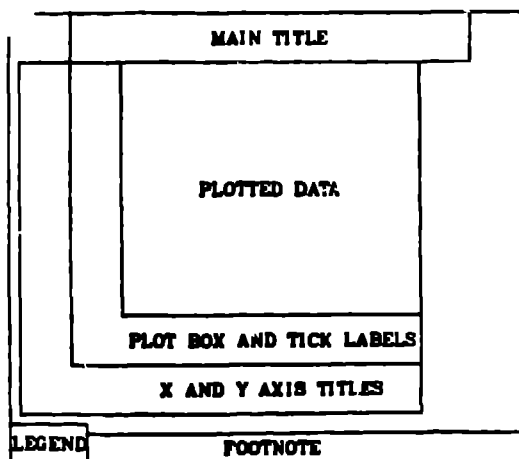 MAIN TITLE
PLOTTED DATA
PLOT BOX AND TICK LABELS
X AND Y AXIS TITLES
LEGEND
FOOTNOTE